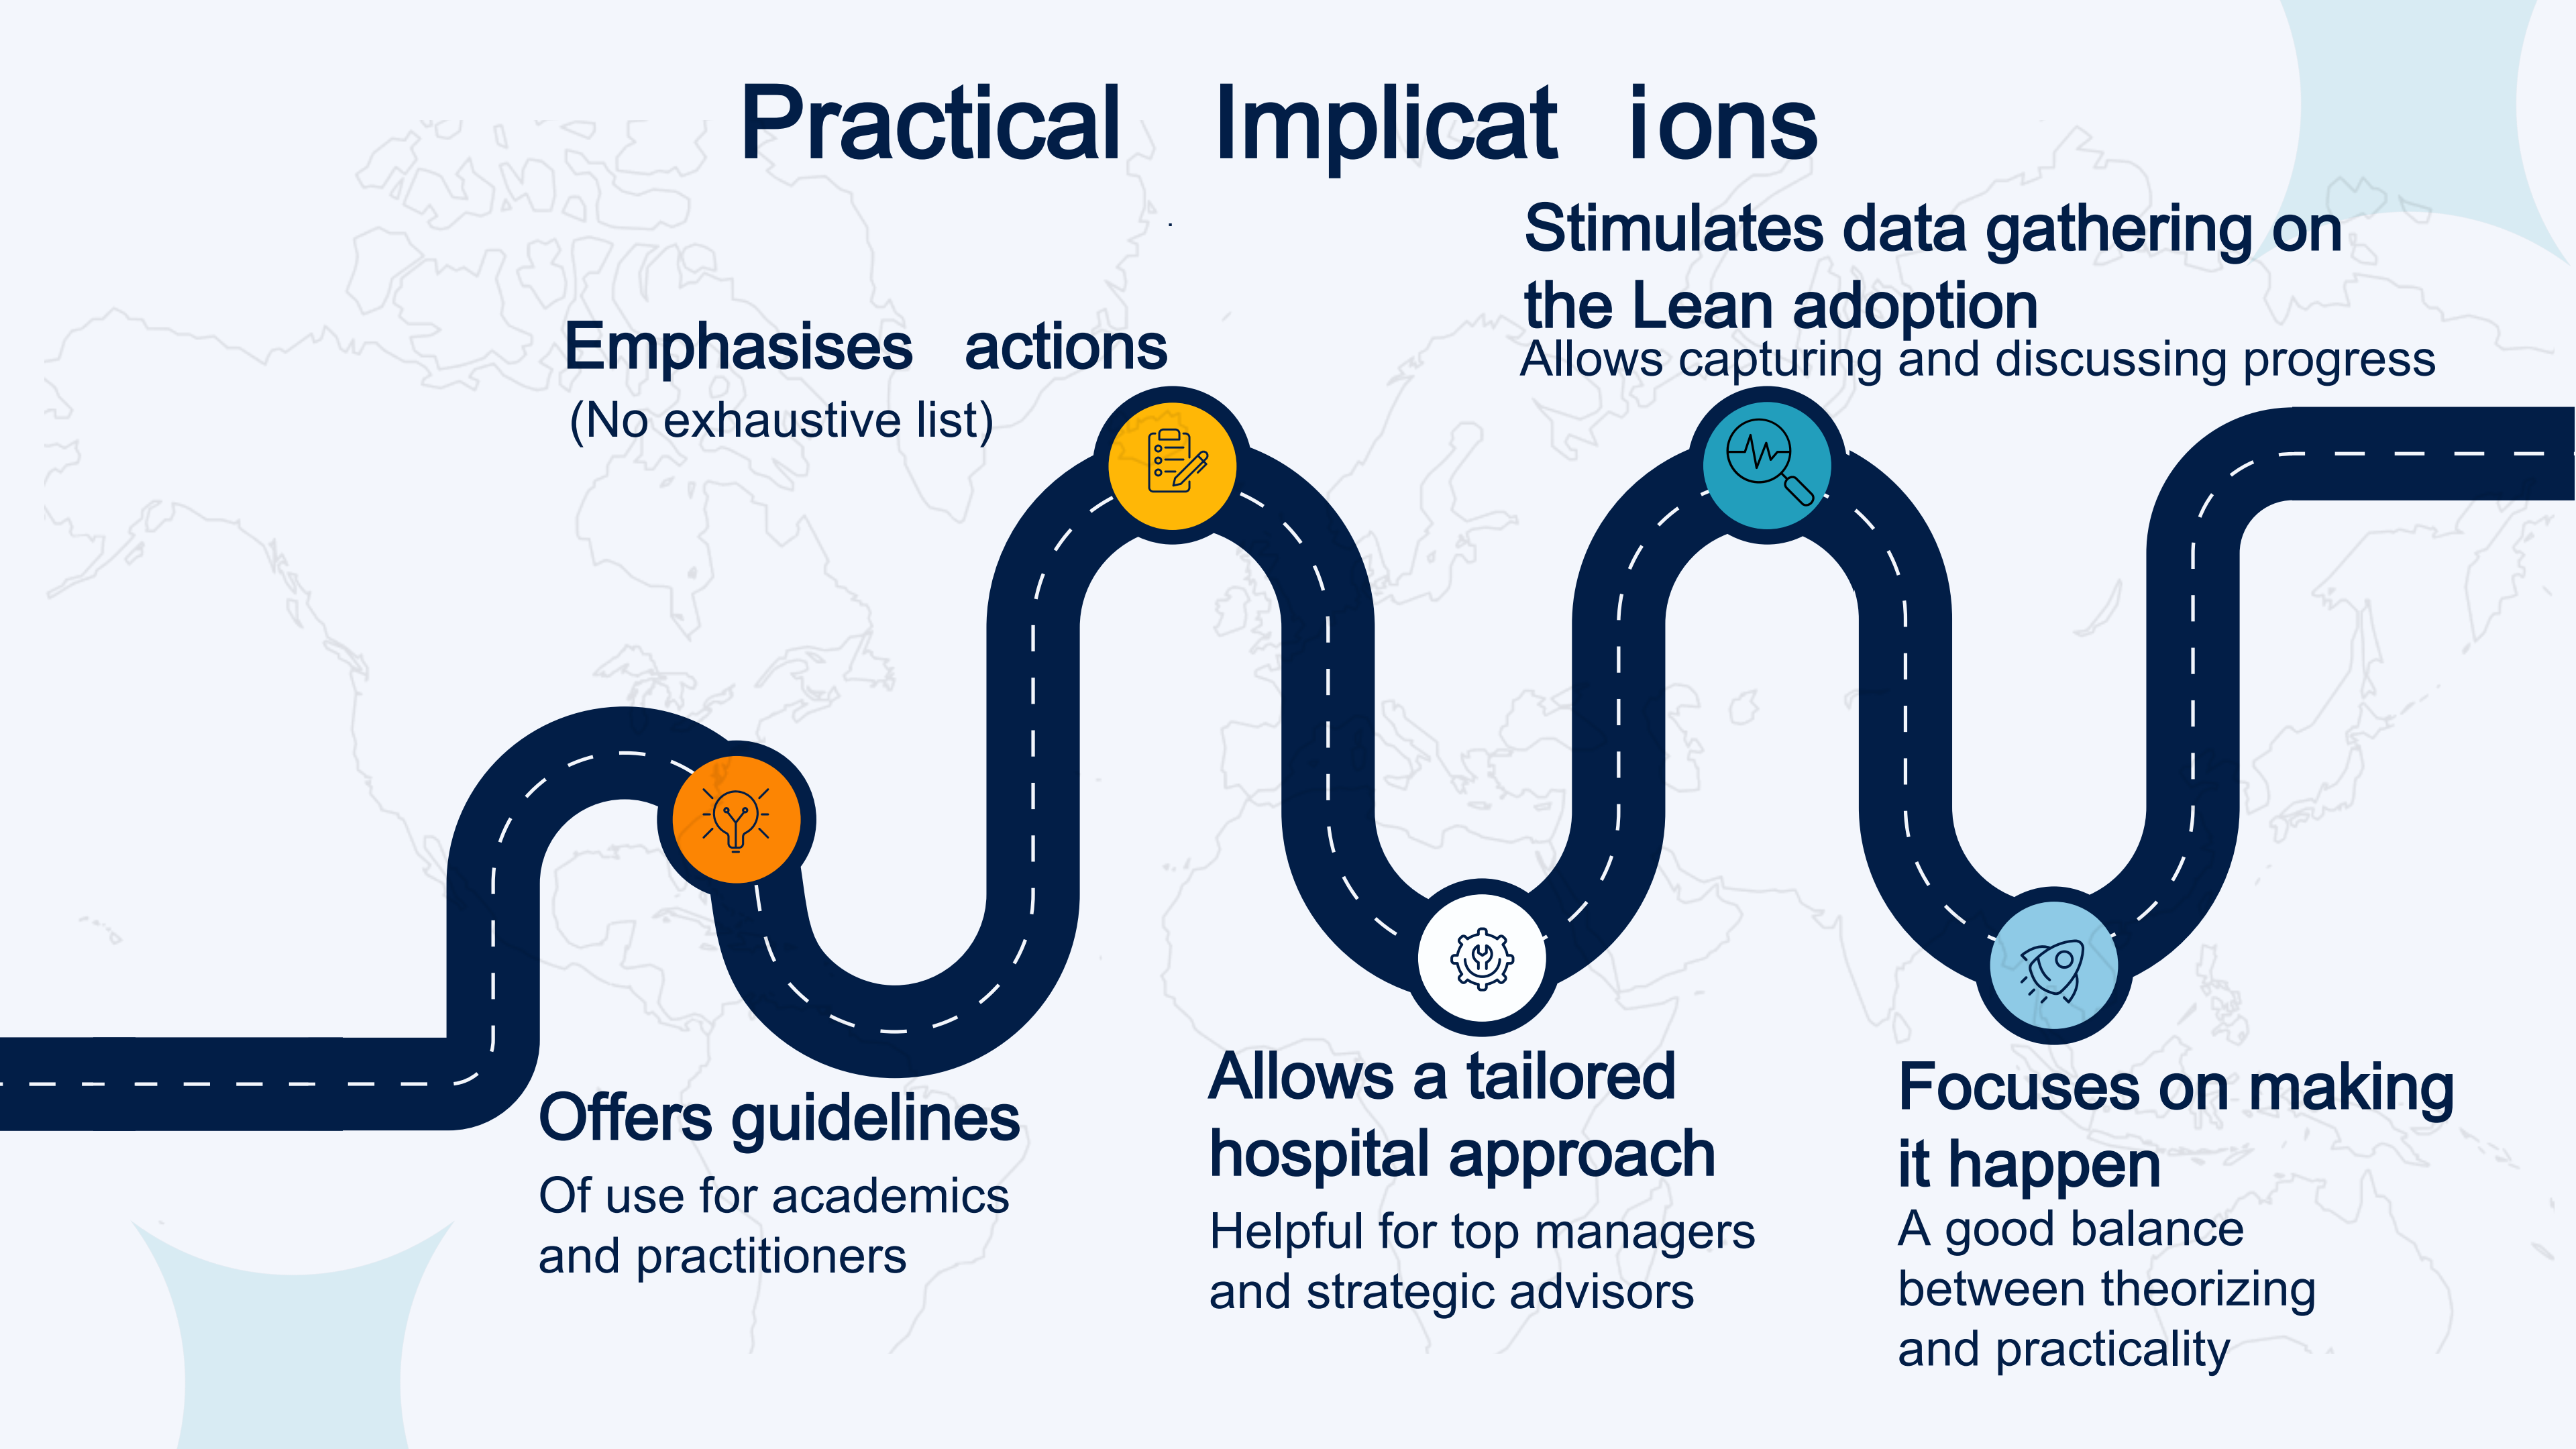 Practical Implications
Stimulates data gathering on
the Lean adoption
Allows capturing and discussing progress
Emphasises actions
(No exhaustive list)
Offers guidelines
Of use for academics
and practitioners
Allows a tailored
hospital approach
Helpful for top managers
and strategic advisors
Focuses on making
it happen
A good balance
between theorizing
and practicality